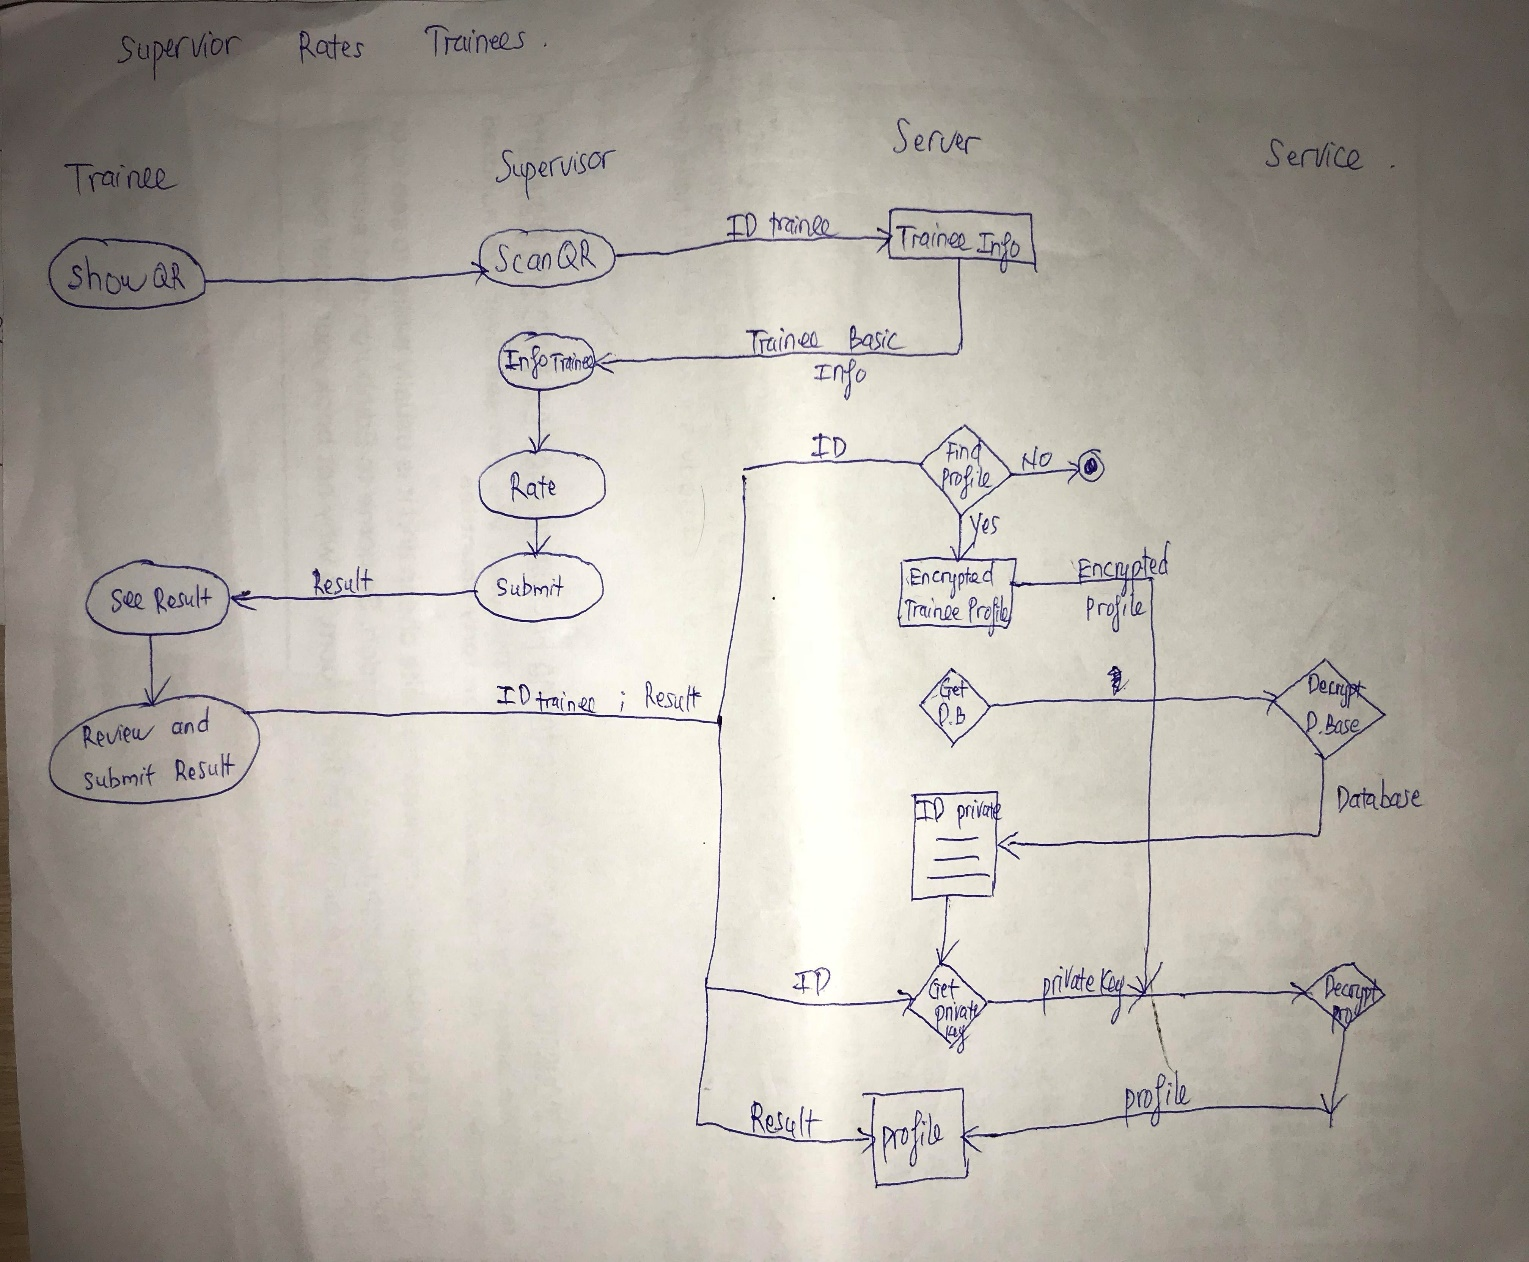 Supervior Rates Trainees.
Trainee
Supervisor
Server
Service.
Show QR
Scan QR
ID trainee
Trainee Info
Info Trainee
Trainee Basic
Info
Rate
Submit
Result
See Result
Review and
submit Result
ID trainee ; Result
ID
Find
Profile
NO
Yes
Encrypted
Trainee Profile
Encrypted
Profile
Get
D.B
Decrypt
D.Base
Database
ID private
ID
Get
private
key
private key
Decrypt
pro
Result
profile
profile